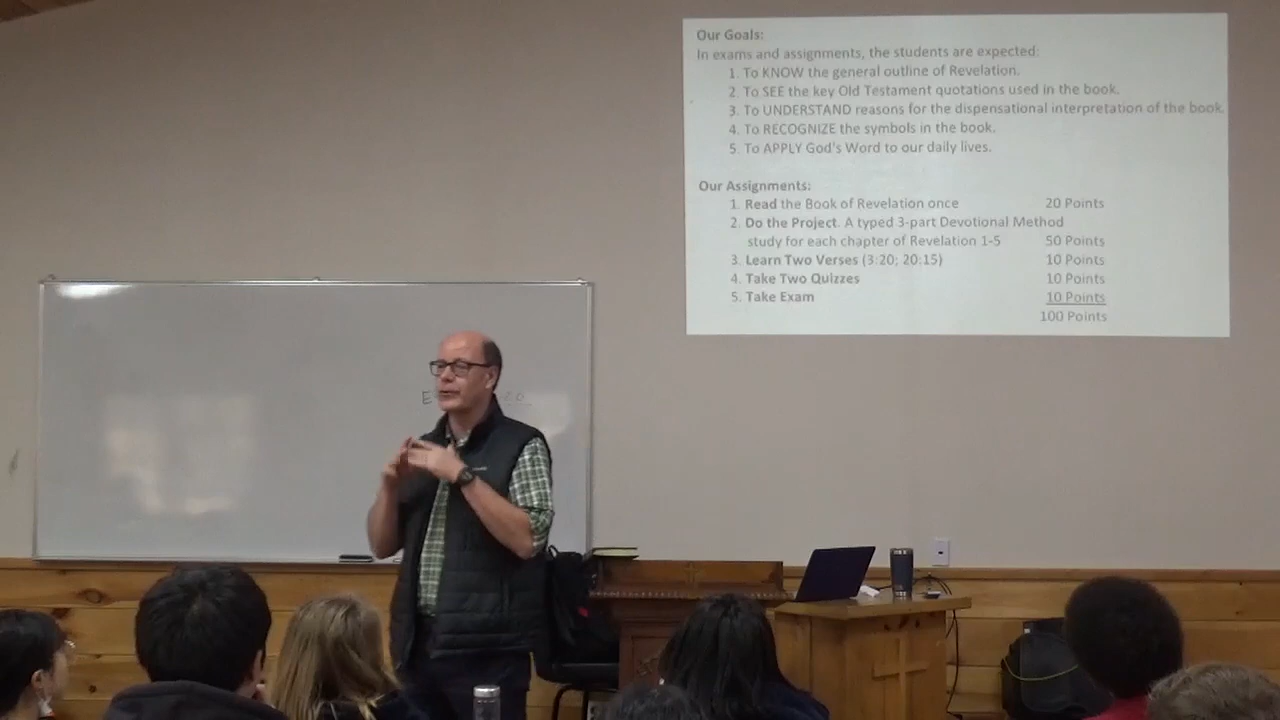 Our Goals:
In exams and assignments, the students are expected:
1. To KNOW the general outline of Revelation.
2. To SEE the key Old Testament quotations used in the book.
3. To UNDERSTAND reasons for the dispensational interpretation of the book.
4. To RECOGNIZE the symbols in the book.
5. To APPLY God's Word to our daily lives.
Our Assignments:
1. Read the Book of Revelation once 20 Points
2. Do the Project. A typed 3-part Devotional Method
study for each chapter of Revelation 1-5 50 Points
3. Learn Two Verses (3:20; 20:15) 10 Points
4. Take Two Quizzes 10 Points
5. Take Exam 10 Points
100 Points